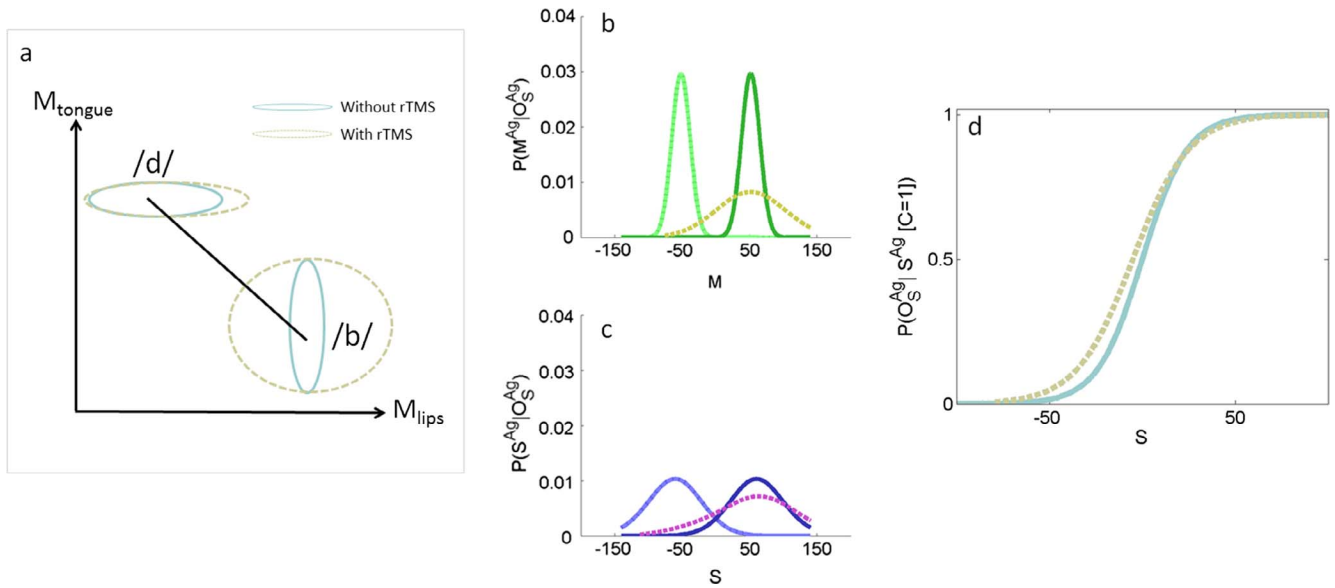 a
M_tongue
Without rTMS
With rTMS
/d/
/b/
M_lips
b
P(M^Ag|O_S^Ag)
0.04
0.03
0.02
0.01
0
-150 -50 50 150
M
c
P(S^Ag|O_S^Ag)
0.04
0.03
0.02
0.01
0
-150 -50 50 150
S
d
P(O_S^Ag| S^Ag [C=1])
1
0.5
0
-50 50
S